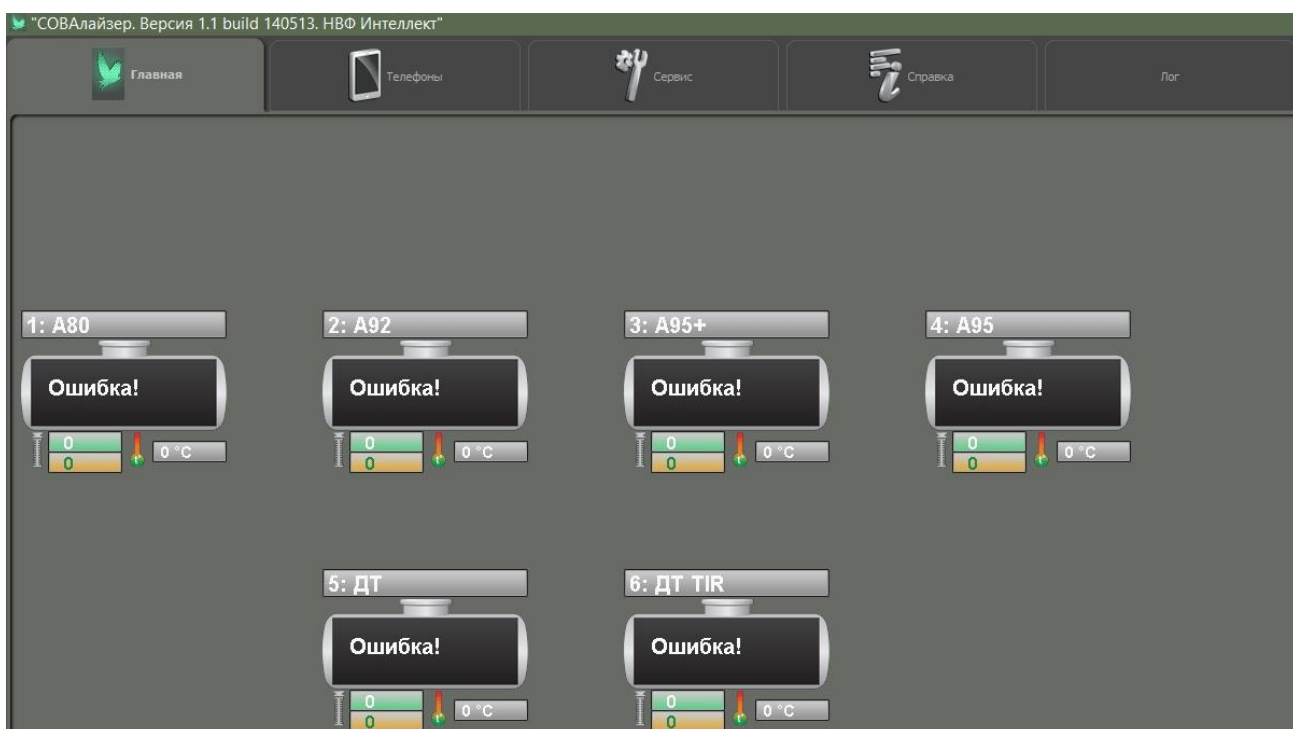 "СОВАлайзер. Версия 1.1 build 140513. НВФ Интеллект"
Главная
Телефоны
Сервис
Справка
Лог
1: А80
2: А92
3: А95+
4: А95
Ошибка!
Ошибка!
Ошибка!
Ошибка!
0
0 °C
0
0
0 °C
0
0
0 °C
0
0
0 °C
0
5: ДТ
6: ДТ TIR
Ошибка!
Ошибка!
0
0 °C
0
0
0 °C
0